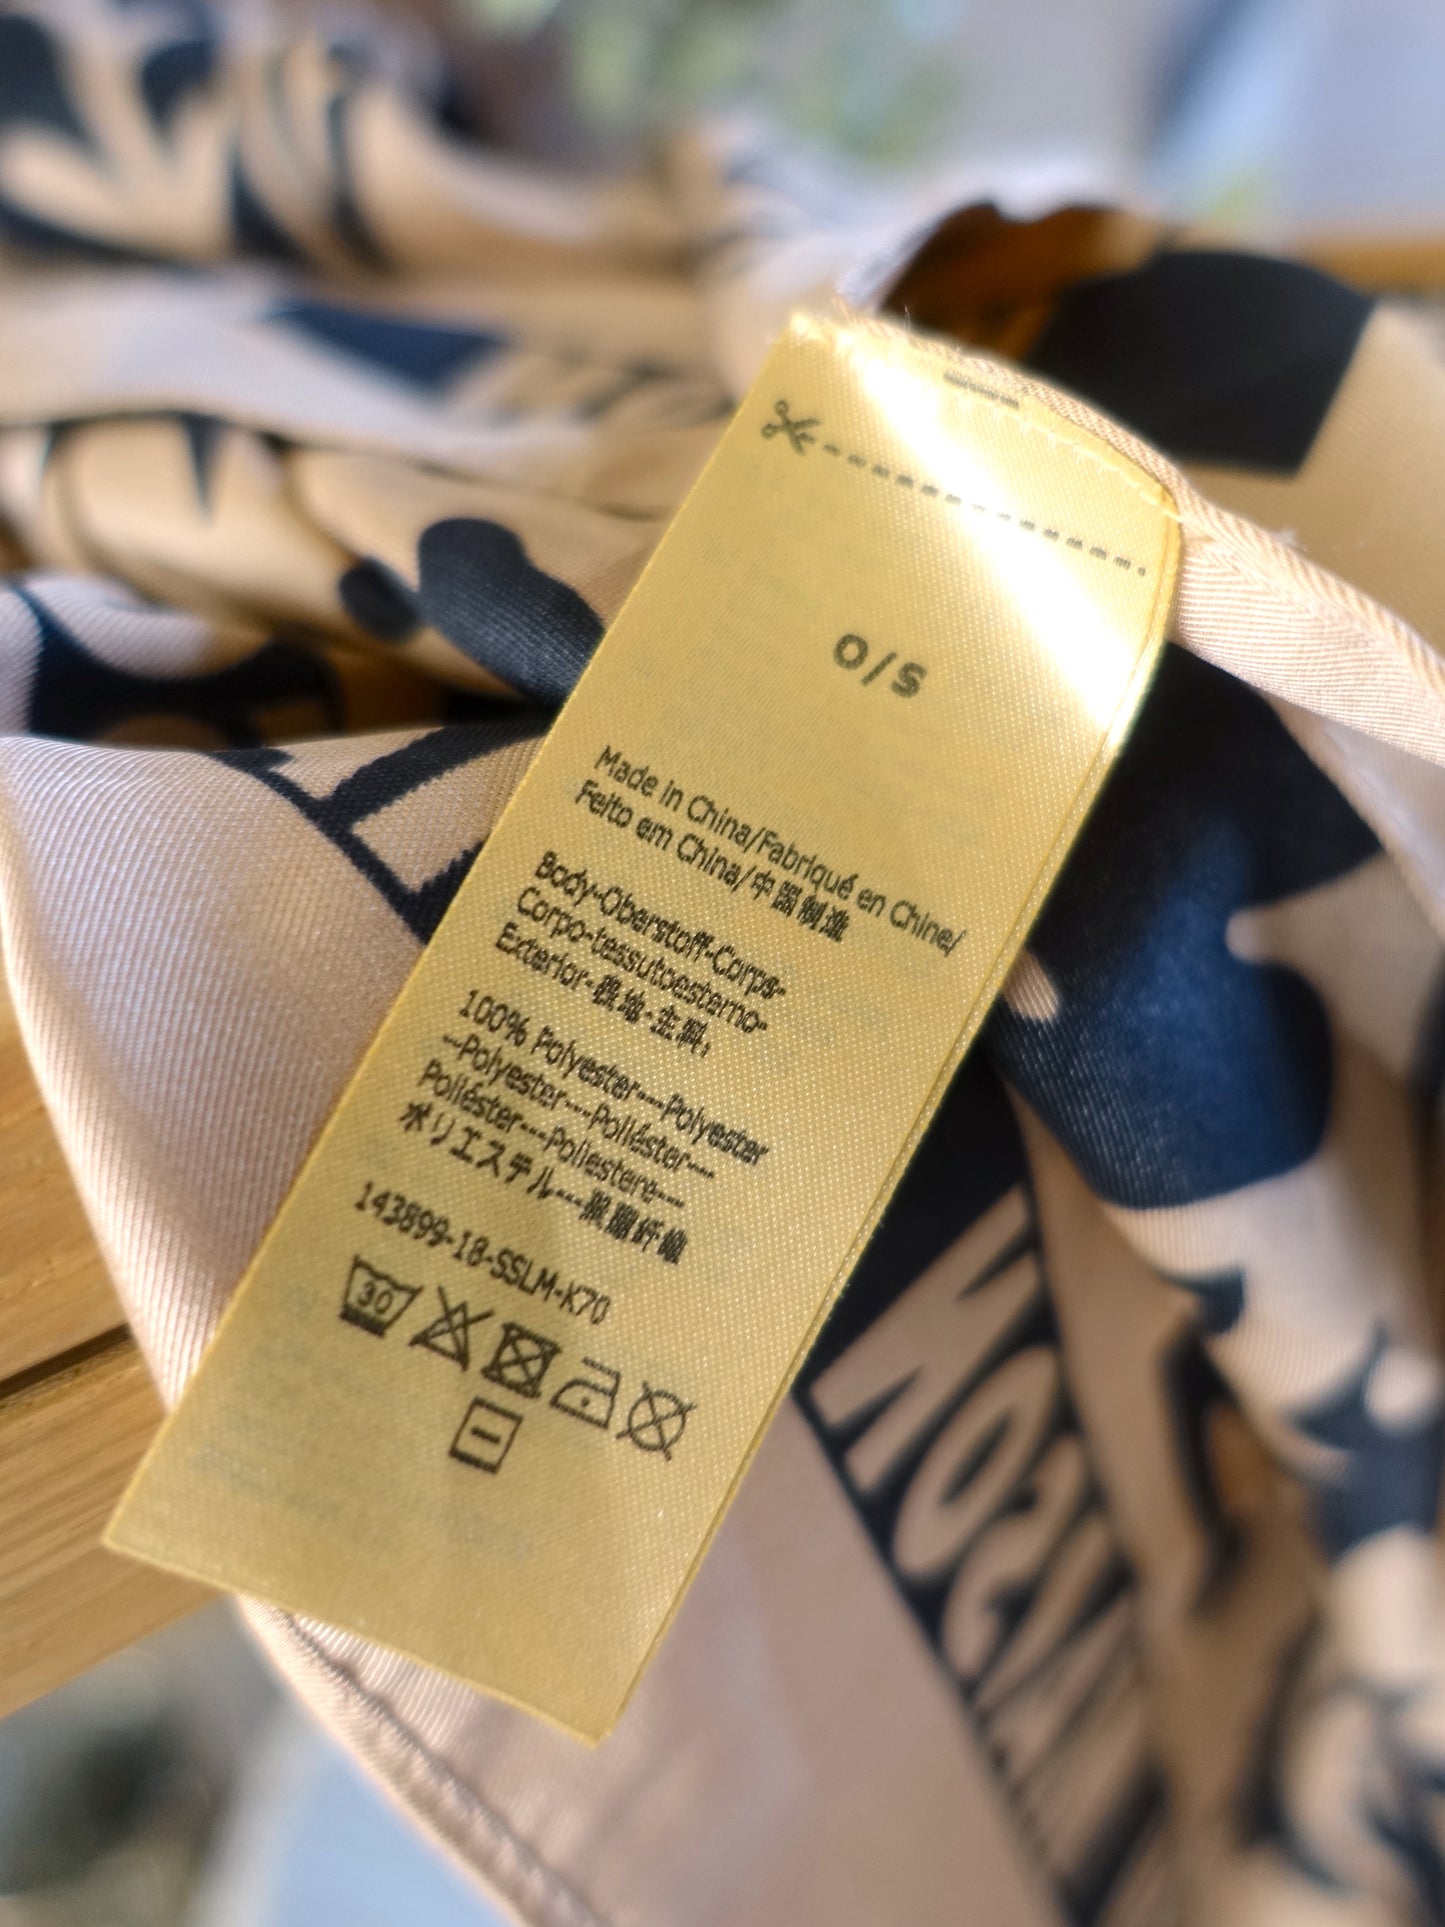 O/S
Made in China/Fabriqué en Chine/
Feito em China/中国制造
Body-Oberstoff-Corps-
Corpo-tessutoesterno-
Exterior-表地-主料,
100% Polyester---Polyester
---Polyester---Poliéster---
Poliéster---Poliestere---
ポリエステル---聚酯纤维
143899-18-SSLM-K70
30